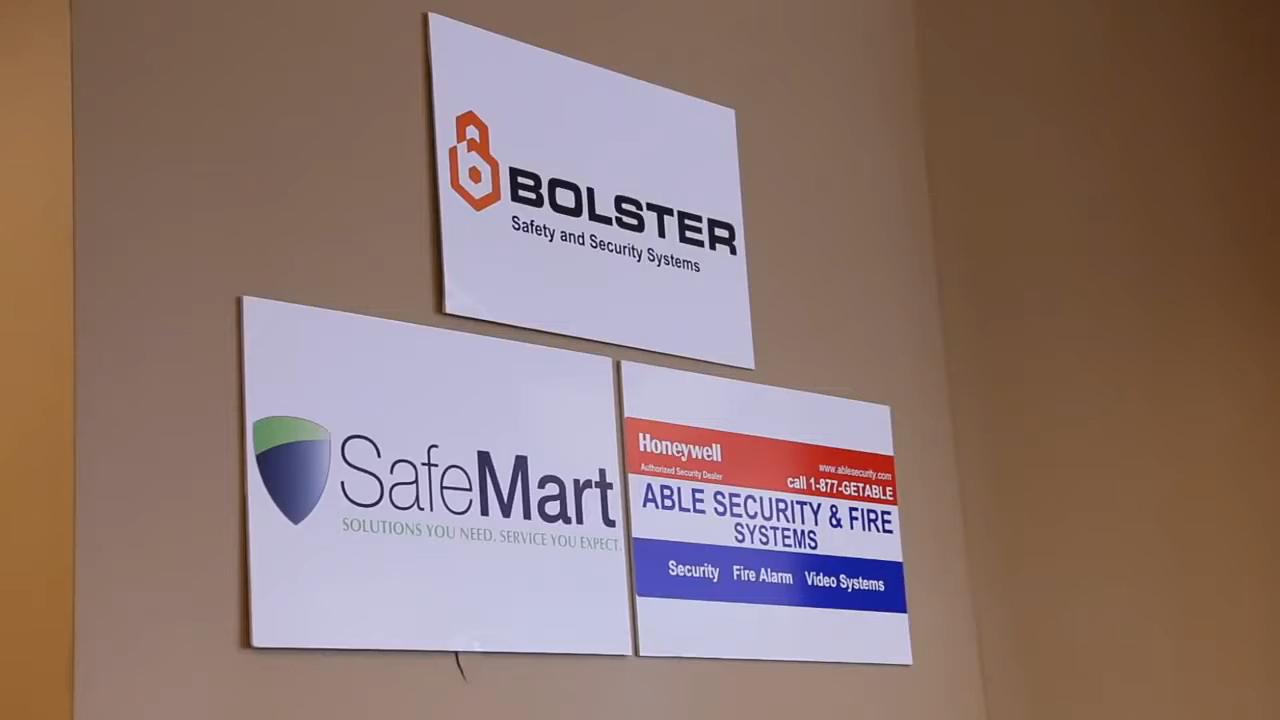 BOLSTER
Safety and Security Systems
SafeMart
SOLUTIONS YOU NEED. SERVICE YOU EXPECT.
Honeywell
Authorized Security Dealer
www.ablesecurity.com
call 1-877-GETABLE
ABLE SECURITY & FIRE
SYSTEMS
Security Fire Alarm Video Systems